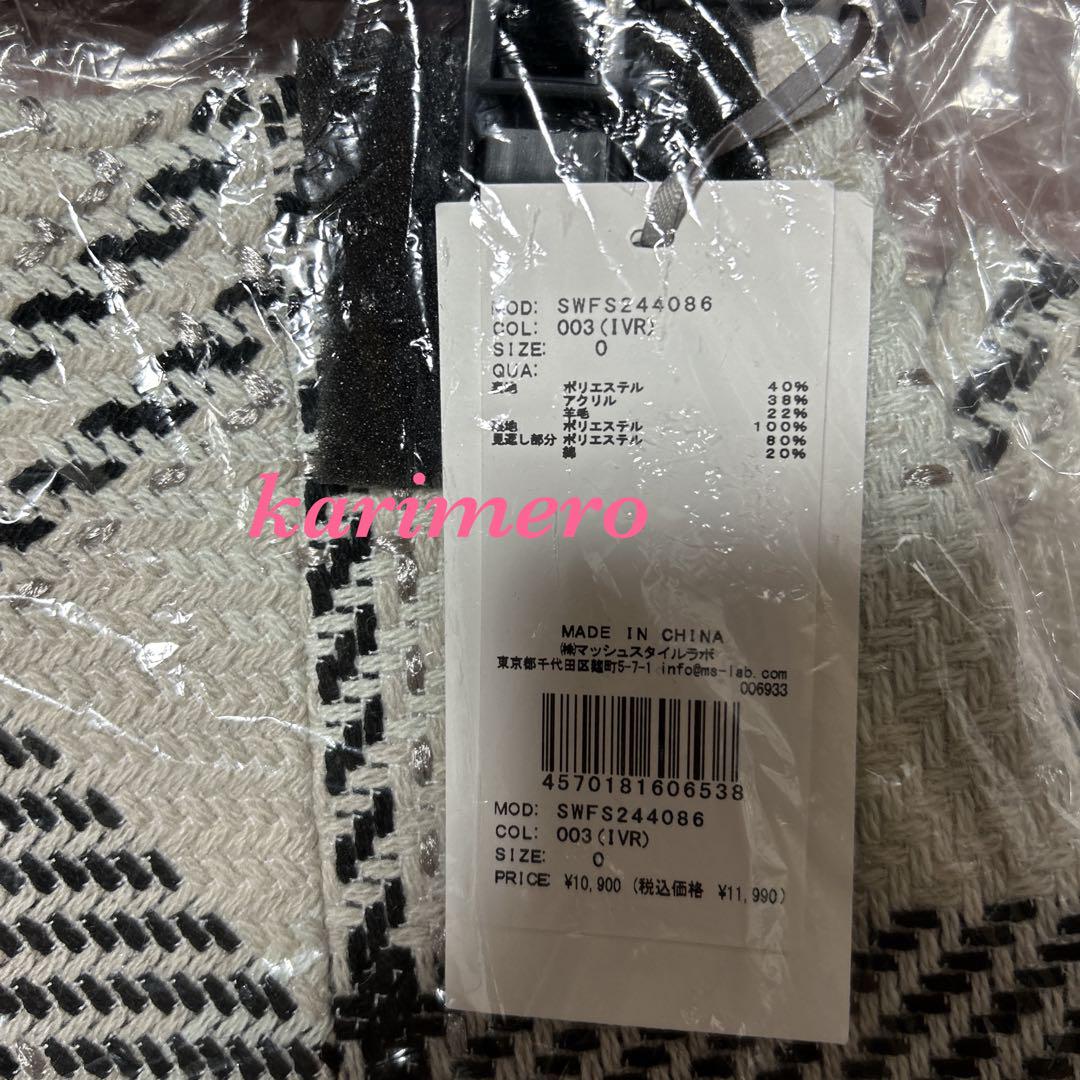 MOD: SWFS244086
COL: 003(IVR)
SIZE: 0
QUA:
表地 ポリエステル 40%
アクリル 38%
羊毛 22%
裏地 ポリエステル 100%
見返し部分 ポリエステル 80%
綿 20%
karimero
MADE IN CHINA
㈱マッシュスタイルラボ
東京都千代田区麹町5-7-1 info@ms-lab.com
006933
4570181606538
MOD: SWFS244086
COL: 003(IVR)
SIZE: 0
PRICE: ¥10,900 (税込価格 ¥11,990)